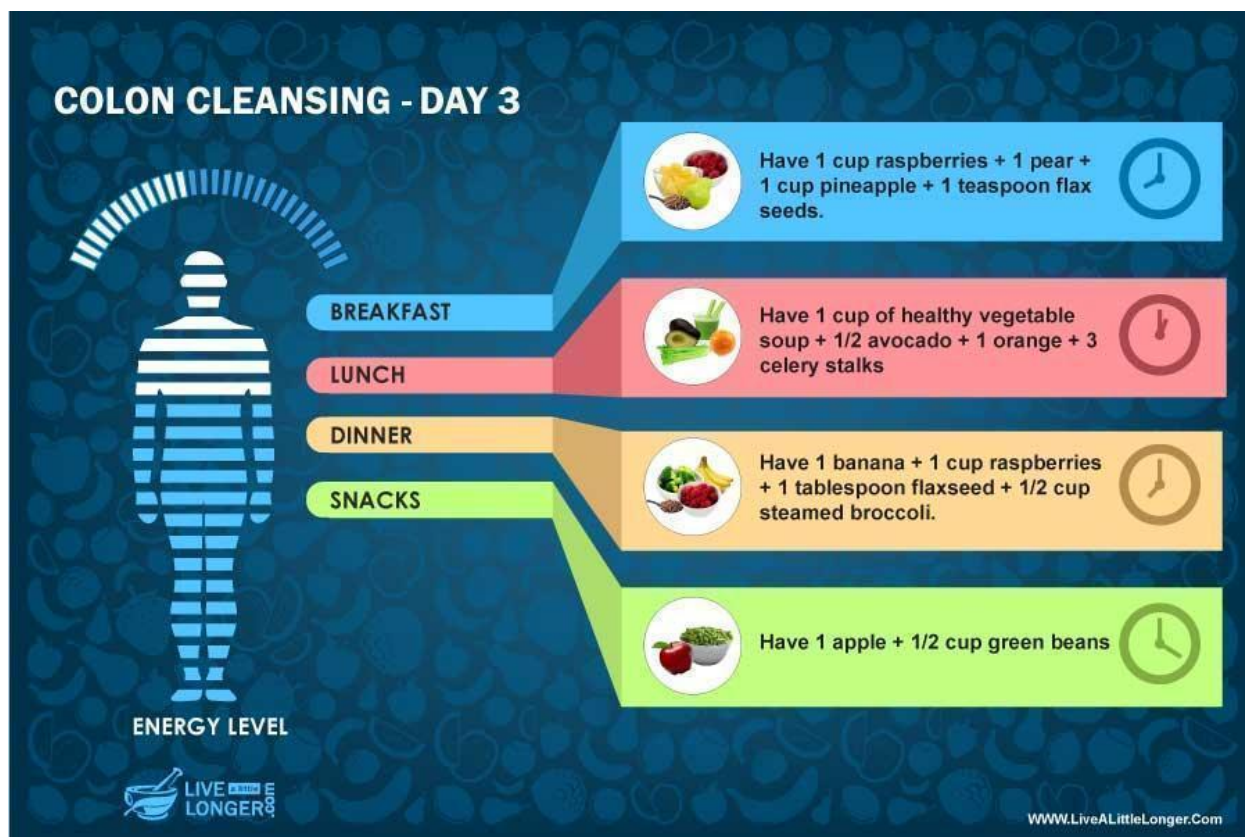 COLON CLEANSING - DAY 3
BREAKFAST
Have 1 cup raspberries + 1 pear +
1 cup pineapple + 1 teaspoon flax
seeds.
LUNCH
Have 1 cup of healthy vegetable
soup + 1/2 avocado + 1 orange + 3
celery stalks
DINNER
Have 1 banana + 1 cup raspberries
+ 1 tablespoon flaxseed + 1/2 cup
steamed broccoli.
SNACKS
Have 1 apple + 1/2 cup green beans
ENERGY LEVEL
LIVE a little
LONGER.com
WWW.LiveALittleLonger.Com